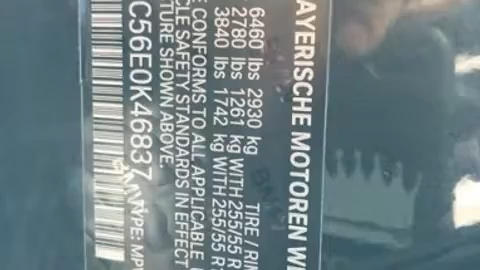 AYERISCHE MOTOREN W
6460 lbs 2930 kg TIRE / RIM
2780 lbs 1261 kg WITH 255/55 R
3840 lbs 1742 kg WITH 255/55 R
E CONFORMS TO ALL APPLICABLE
CLE SAFETY STANDARDS IN EFFECT
TURE SHOWN ABOVE.
C56E0K46837 TYPE: MP